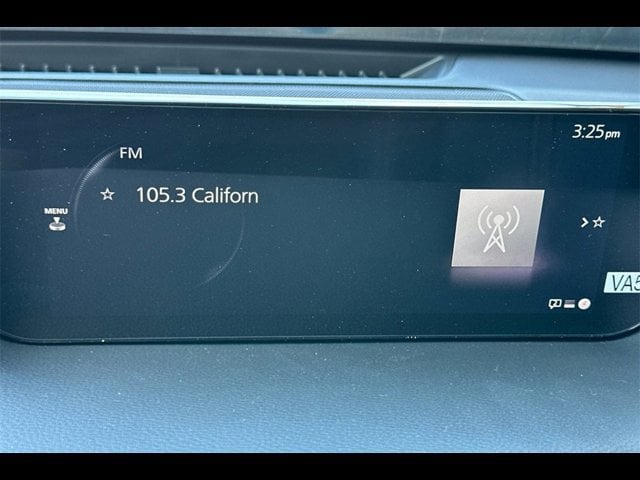 3:25pm
FM
105.3 Californ
MENU
VA5